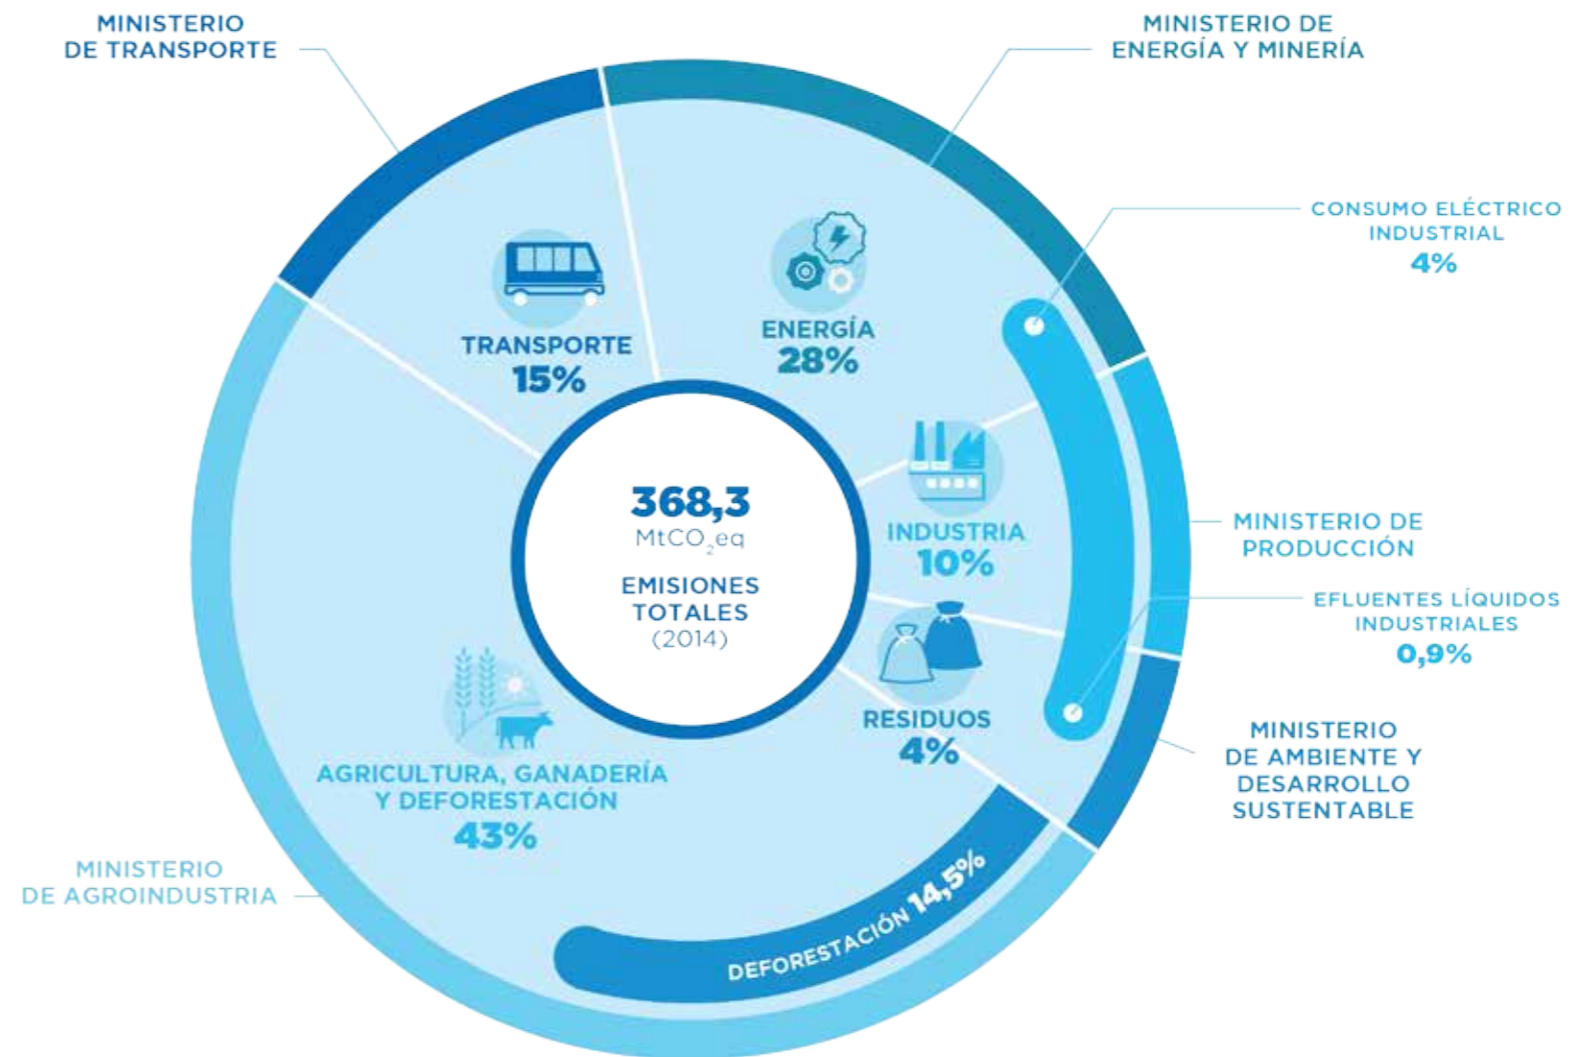 MINISTERIO
DE TRANSPORTE
MINISTERIO DE
ENERGÍA Y MINERÍA
CONSUMO ELÉCTRICO
INDUSTRIAL
4%
TRANSPORTE
15%
ENERGÍA
28%
INDUSTRIA
10%
368,3
MtCO₂eq
EMISIONES
TOTALES
(2014)
MINISTERIO DE
PRODUCCIÓN
EFLUENTES LÍQUIDOS
INDUSTRIALES
0,9%
RESIDUOS
4%
MINISTERIO
DE AMBIENTE Y
DESARROLLO
SUSTENTABLE
AGRICULTURA, GANADERÍA
Y DEFORESTACIÓN
43%
MINISTERIO
DE AGROINDUSTRIA
DEFORESTACIÓN 14,5%